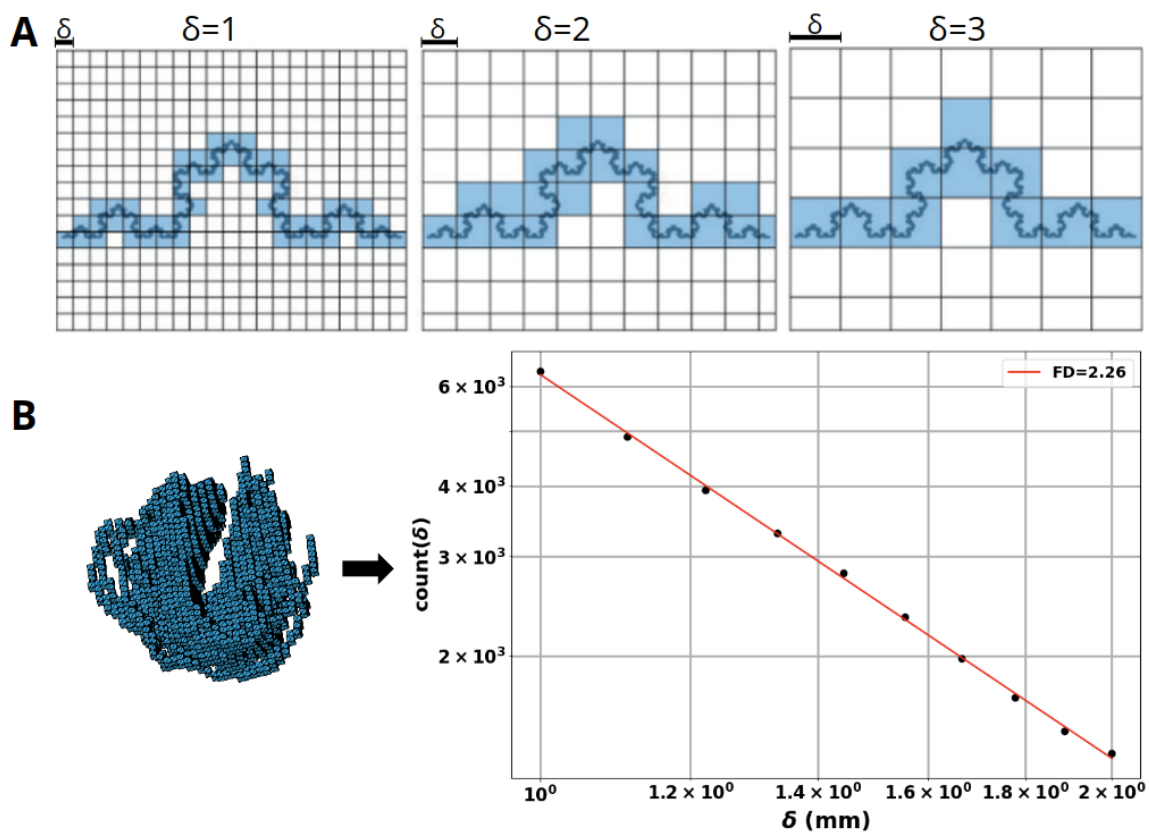 A
δ
δ=1
δ
δ=2
δ
δ=3
B
FD=2.26
6 × 10³
4 × 10³
3 × 10³
2 × 10³
count(δ)
10⁰
1.2 × 10⁰
1.4 × 10⁰
1.6 × 10⁰
1.8 × 10⁰
2 × 10⁰
δ (mm)